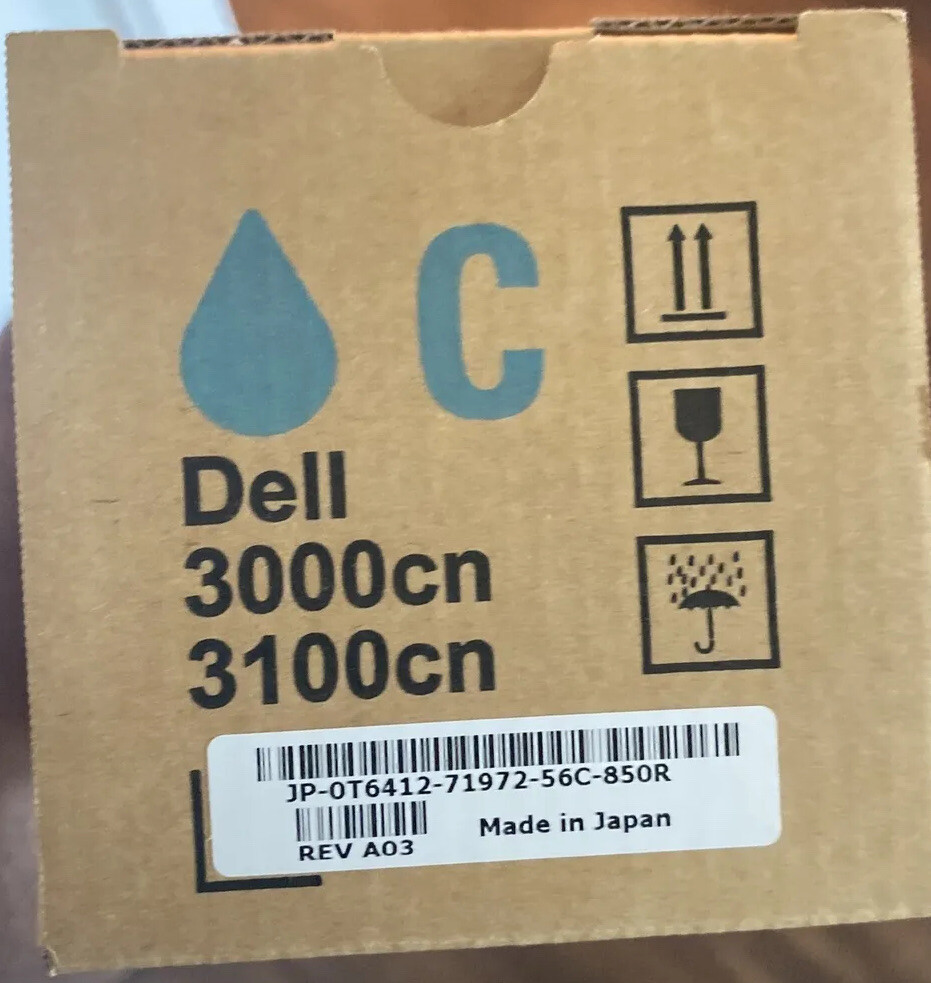 C
Dell
3000cn
3100cn
JP-0T6412-71972-56C-850R
REV A03
Made in Japan